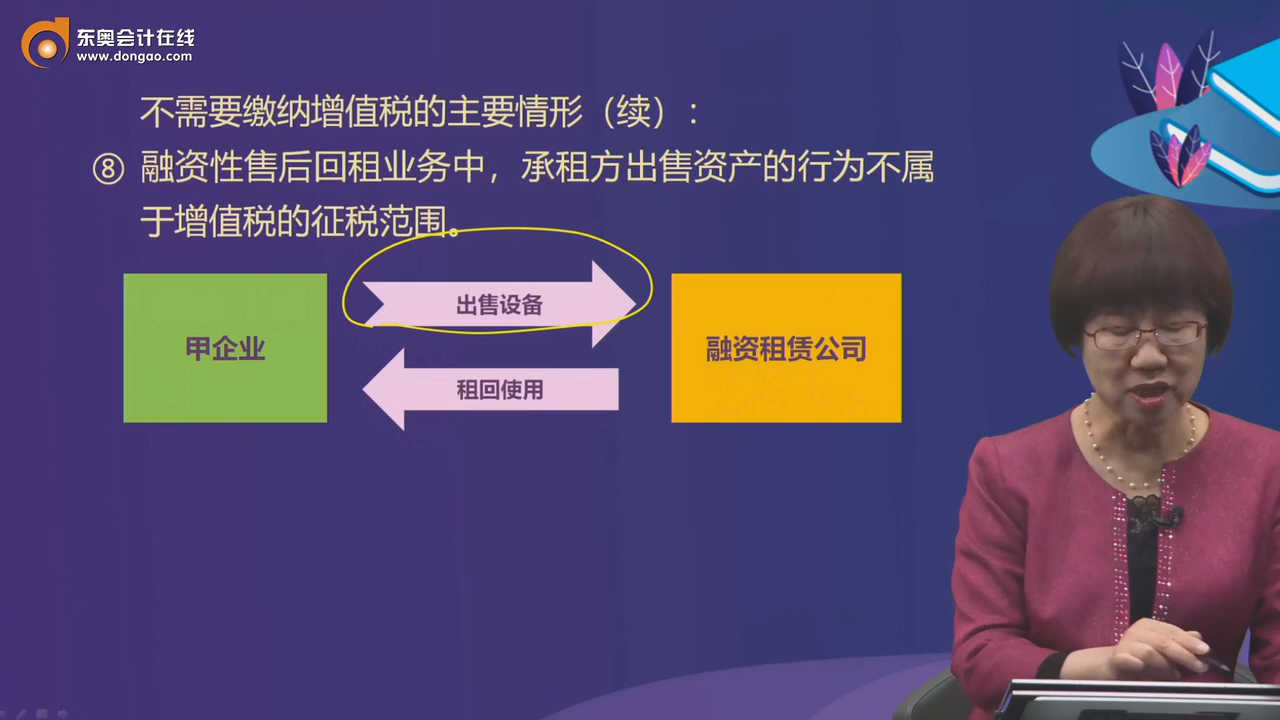 东奥会计在线
www.dongao.com
不需要缴纳增值税的主要情形（续）：
⑧ 融资性售后回租业务中，承租方出售资产的行为不属
于增值税的征税范围。
出售设备
甲企业
融资租赁公司
租回使用